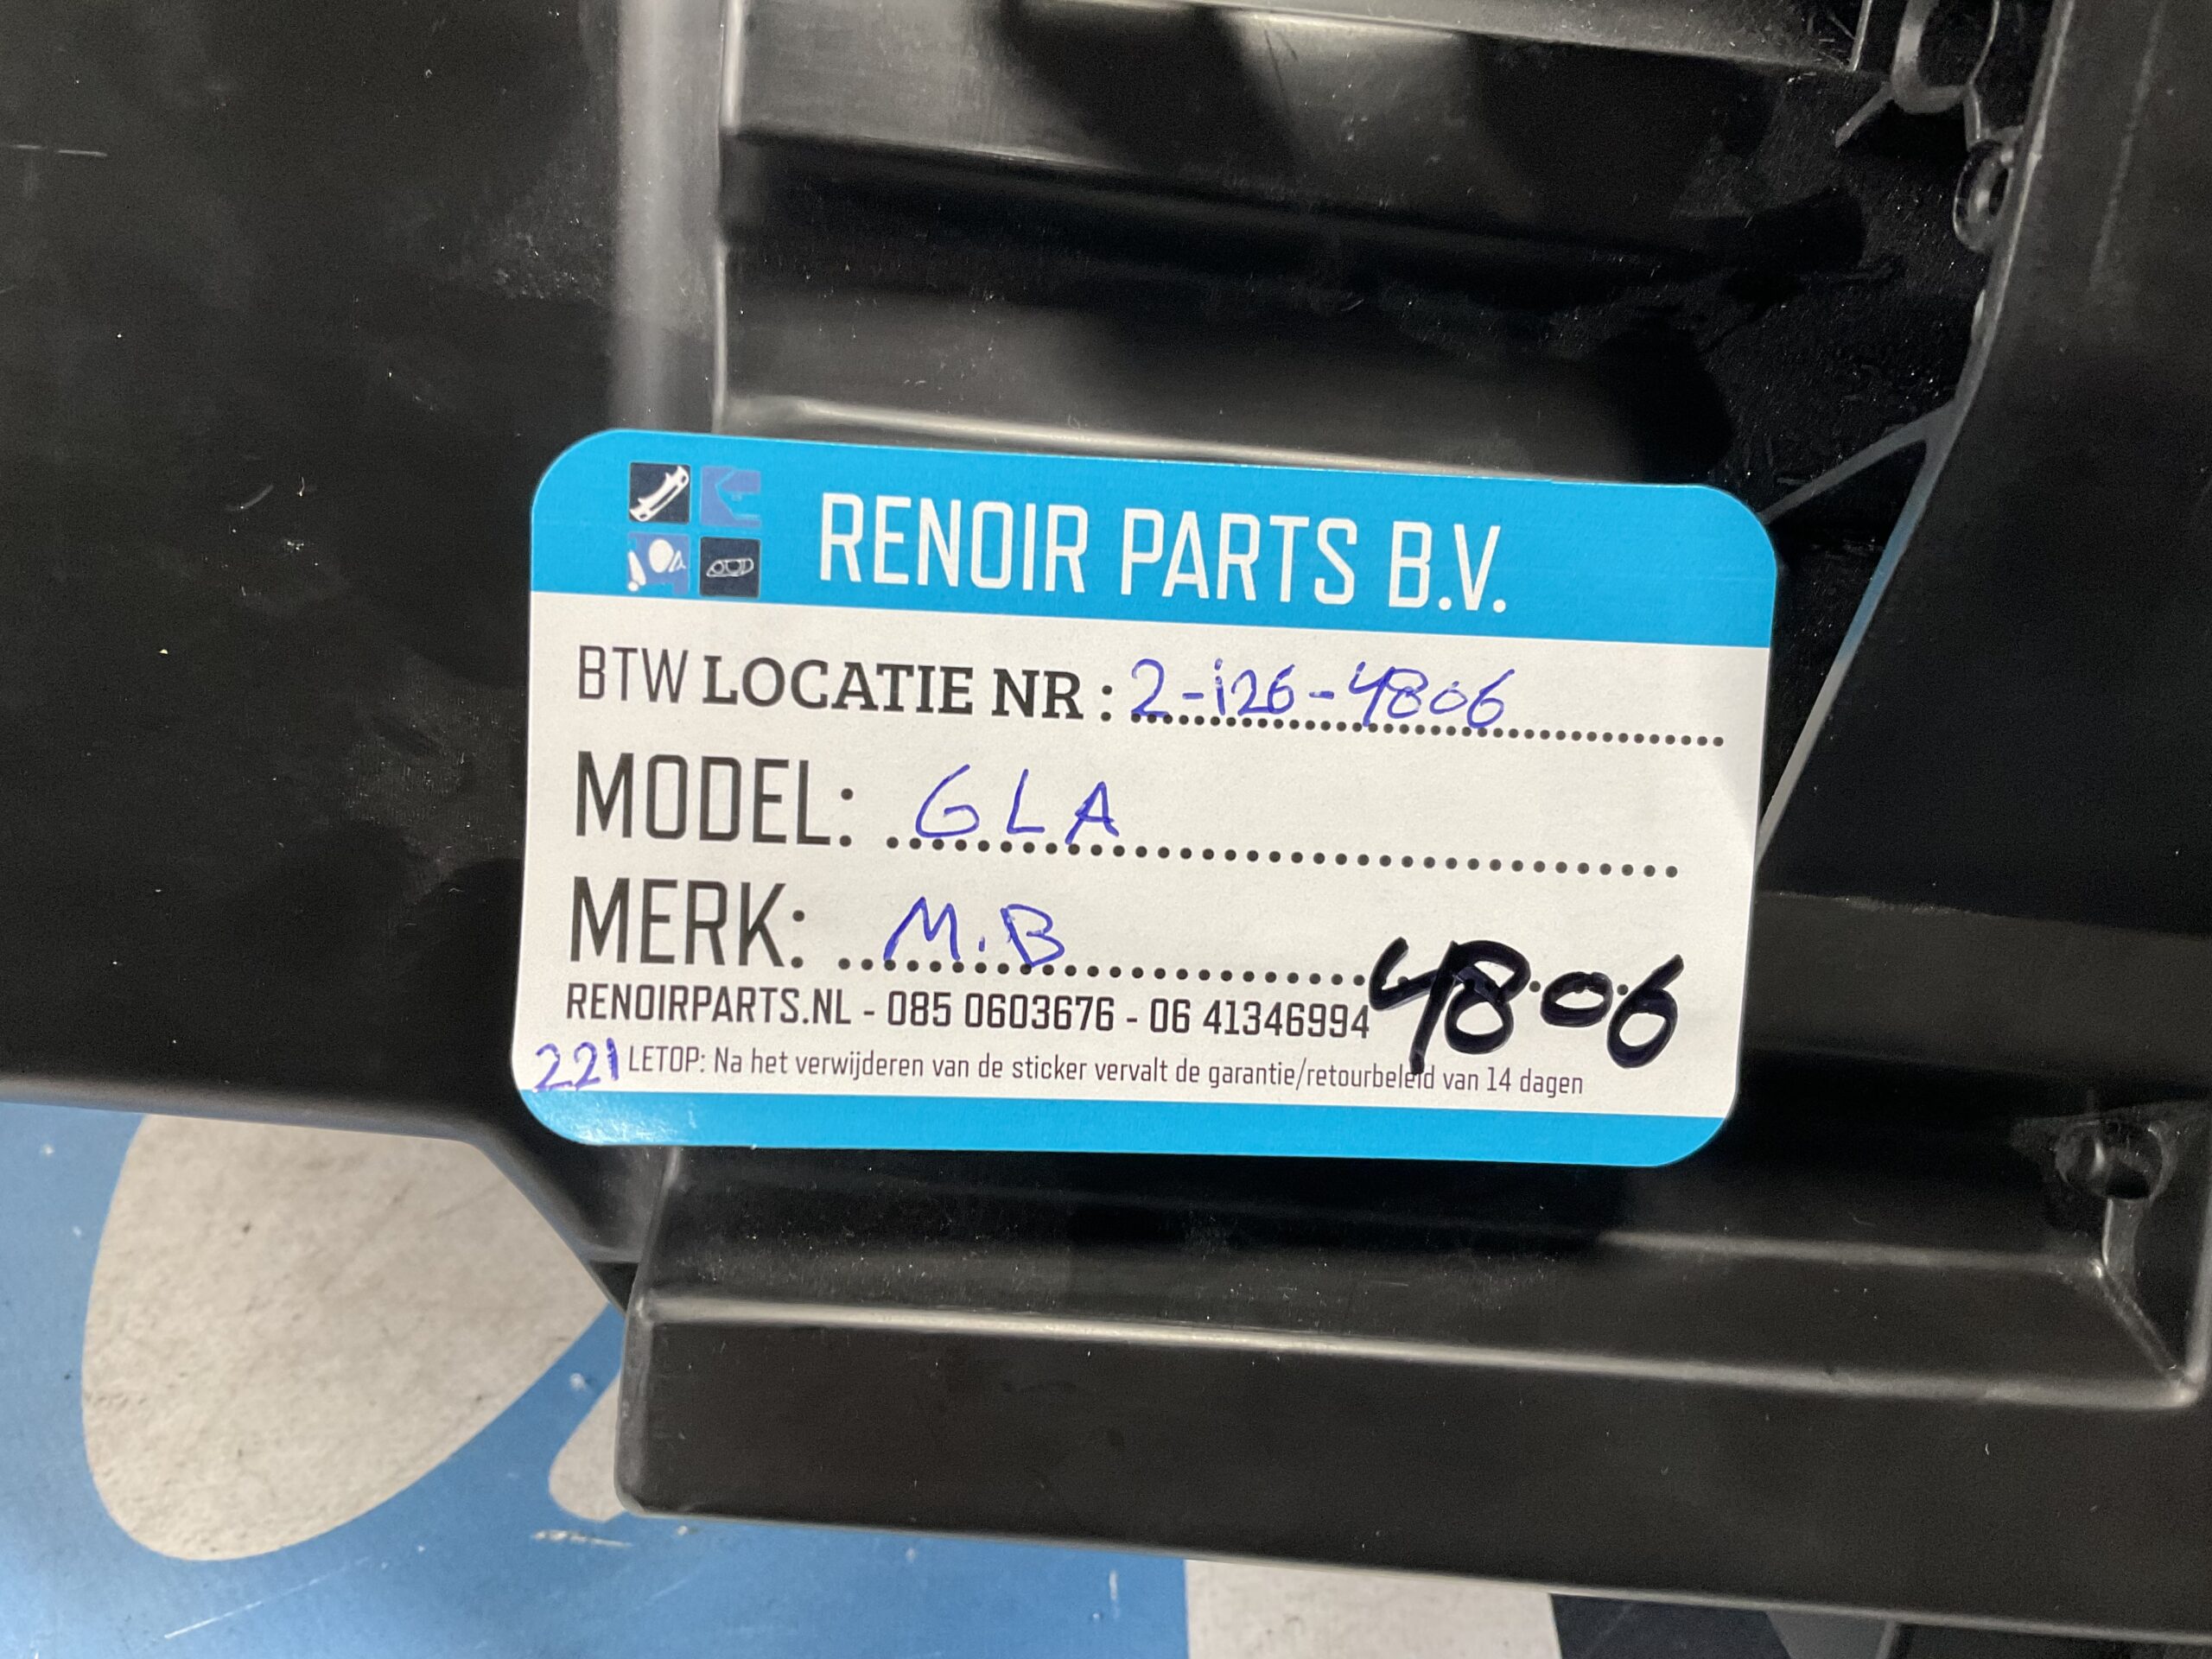 RENOIR PARTS B.V.
BTW LOCATIE NR : 2-i26-4806
MODEL: GLA
MERK: M.B
4806
RENOIRPARTS.NL - 085 0603676 - 06 41346994
221 LETOP: Na het verwijderen van de sticker vervalt de garantie/retourbeleid van 14 dagen